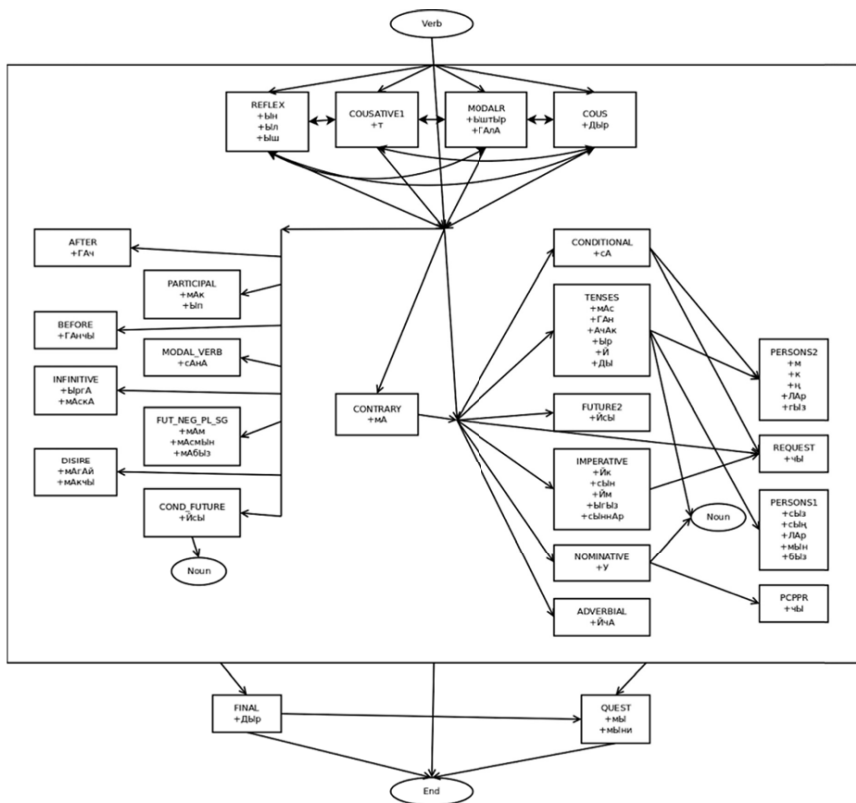 Verb
REFLEX
+Ын
+Ыл
+Ыш
COUSATIVE1
+т
MODALR
+ЫштЫр
+ГАлА
COUS
+ДЫр
AFTER
+ГАч
PARTICIPAL
+мАк
+Ып
BEFORE
+ГАнчЫ
MODAL_VERB
+сАнА
INFINITIVE
+ЫргА
+мАскА
FUT_NEG_PL_SG
+мАм
+мАсмЫн
+мАбЫз
DISIRE
+мАгАй
+мАкчЫ
COND_FUTURE
+ЙсЫ
Noun
CONTRARY
+мА
CONDITIONAL
+сА
TENSES
+мАс
+ГАн
+АчАк
+Ыр
+Й
+ДЫ
FUTURE2
+ЙсЫ
IMPERATIVE
+Йк
+сЫн
+Йм
+ЫгЫз
+сЫннАр
NOMINATIVE
+У
ADVERBIAL
+ЙчА
PERSONS2
+м
+к
+ң
+ЛАр
+гЫз
REQUEST
+чЫ
Noun
PERSONS1
+сЫз
+сЫң
+ЛАр
+мЫн
+бЫз
PCPPR
+чЫ
FINAL
+ДЫр
QUEST
+мЫ
+мЫни
End